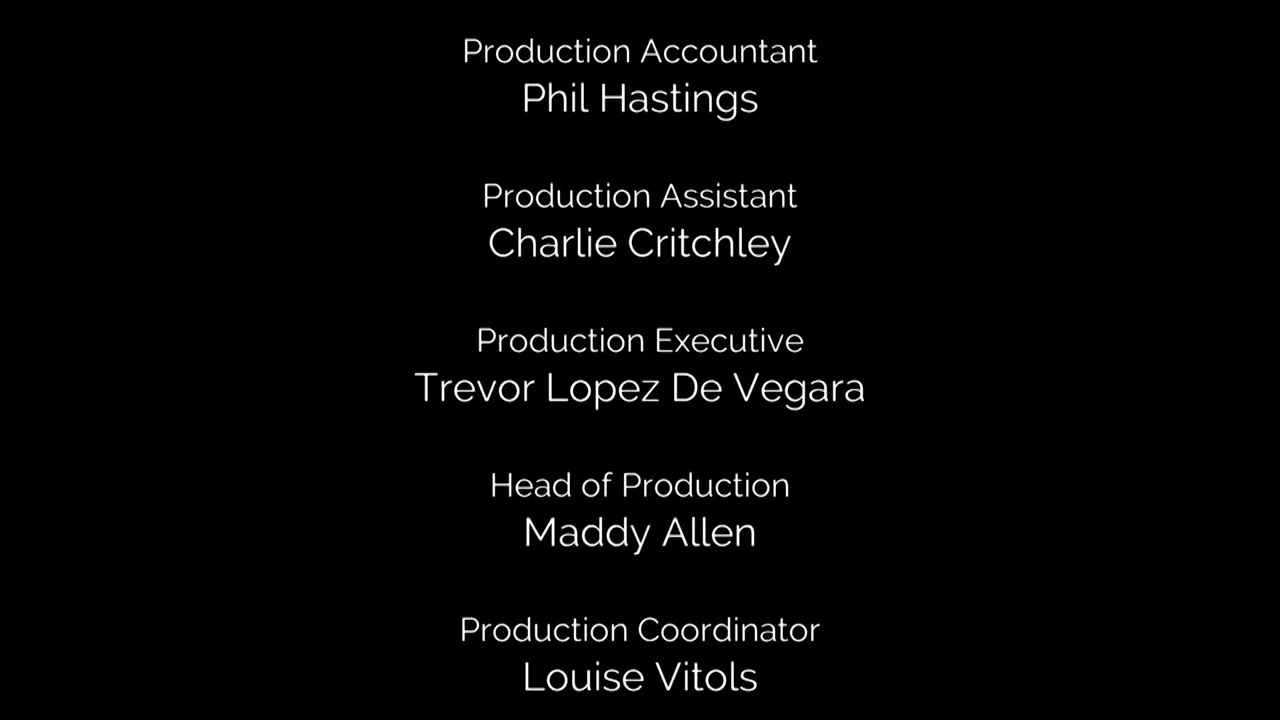 Production Accountant
Phil Hastings
Production Assistant
Charlie Critchley
Production Executive
Trevor Lopez De Vegara
Head of Production
Maddy Allen
Production Coordinator
Louise Vitols